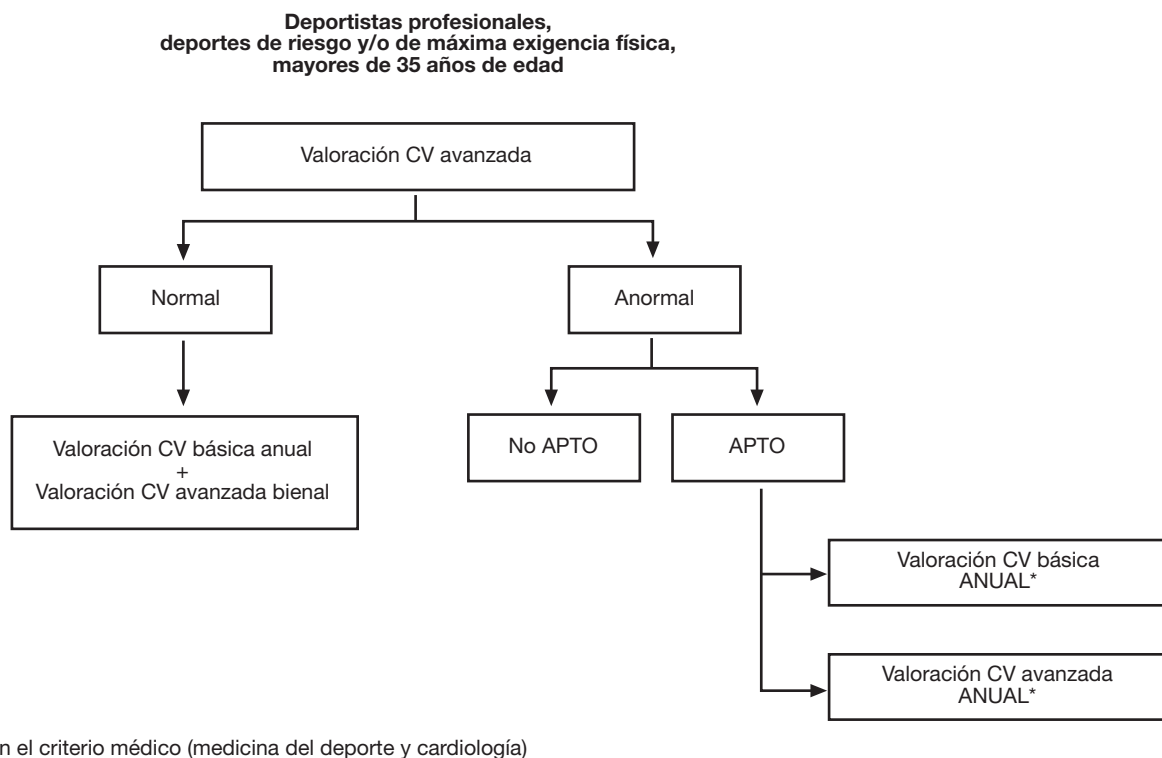 Deportistas profesionales,
deportes de riesgo y/o de máxima exigencia física,
mayores de 35 años de edad
Valoración CV avanzada
Normal
Anormal
Valoración CV básica anual
+
Valoración CV avanzada bienal
No APTO
APTO
Valoración CV básica
ANUAL*
Valoración CV avanzada
ANUAL*
n el criterio médico (medicina del deporte y cardiología)